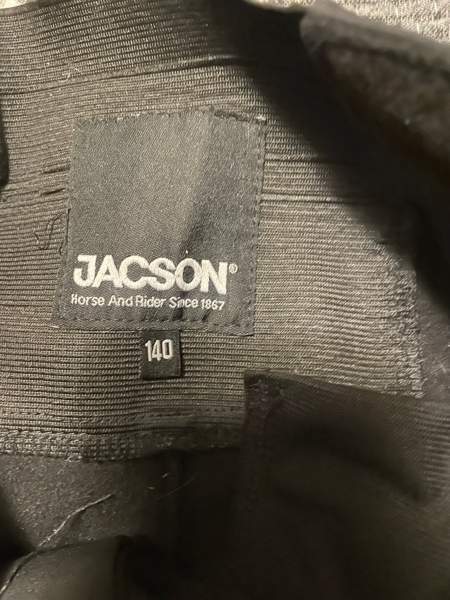 JACSON®
Horse And Rider Since 1867
140